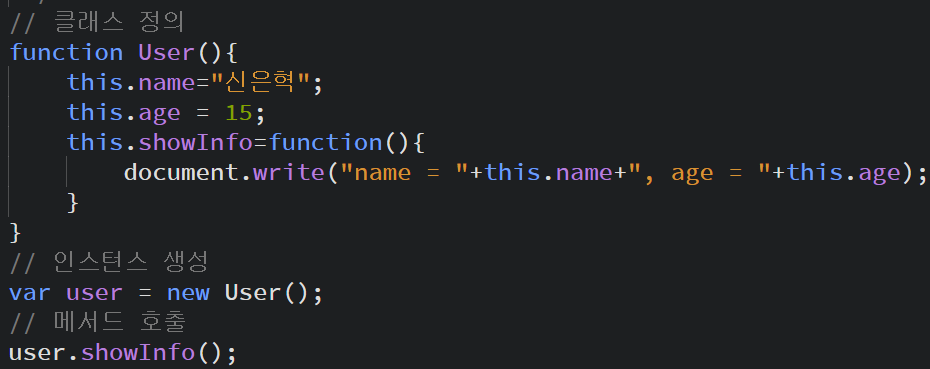 // 클래스 정의
function User(){
    this.name="신은혁";
    this.age = 15;
    this.showInfo=function(){
        document.write("name = "+this.name+", age = "+this.age);
    }
}
// 인스턴스 생성
var user = new User();
// 메서드 호출
user.showInfo();